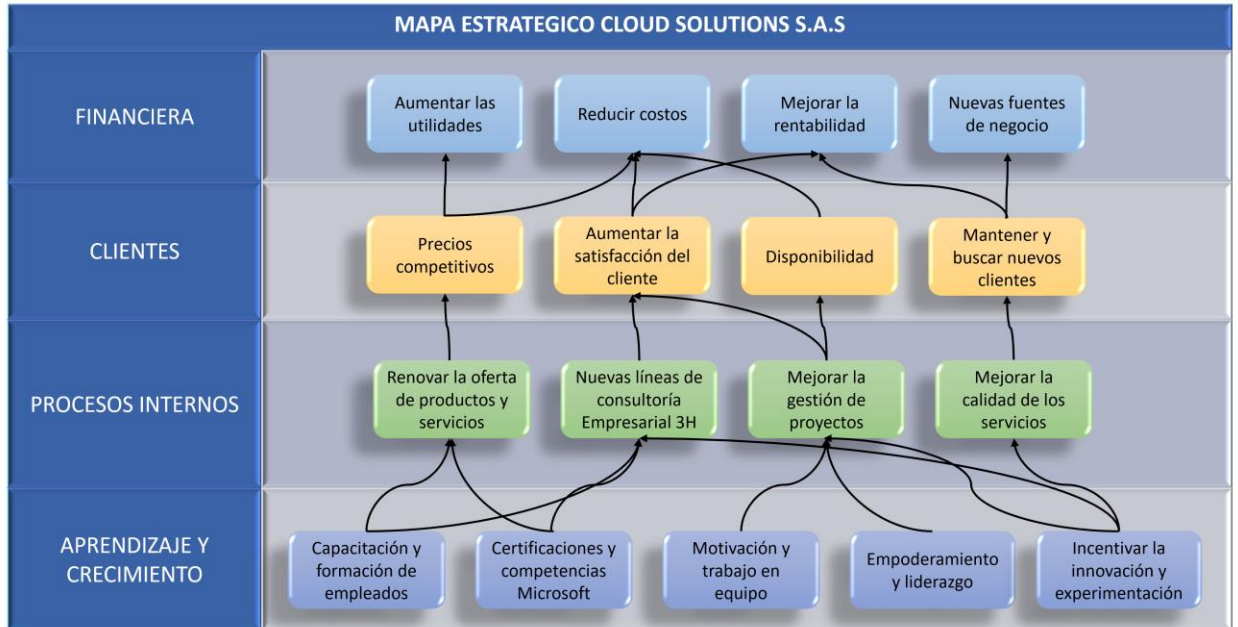 MAPA ESTRATEGICO CLOUD SOLUTIONS S.A.S
FINANCIERA
Aumentar las
utilidades
Reducir costos
Mejorar la
rentabilidad
Nuevas fuentes
de negocio
CLIENTES
Precios
competitivos
Aumentar la
satisfacción del
cliente
Disponibilidad
Mantener y
buscar nuevos
clientes
PROCESOS INTERNOS
Renovar la oferta
de productos y
servicios
Nuevas líneas de
consultoría
Empresarial 3H
Mejorar la
gestión de
proyectos
Mejorar la
calidad de los
servicios
APRENDIZAJE Y
CRECIMIENTO
Capacitación y
formación de
empleados
Certificaciones y
competencias
Microsoft
Motivación y
trabajo en
equipo
Empoderamiento
y liderazgo
Incentivar la
innovación y
experimentación